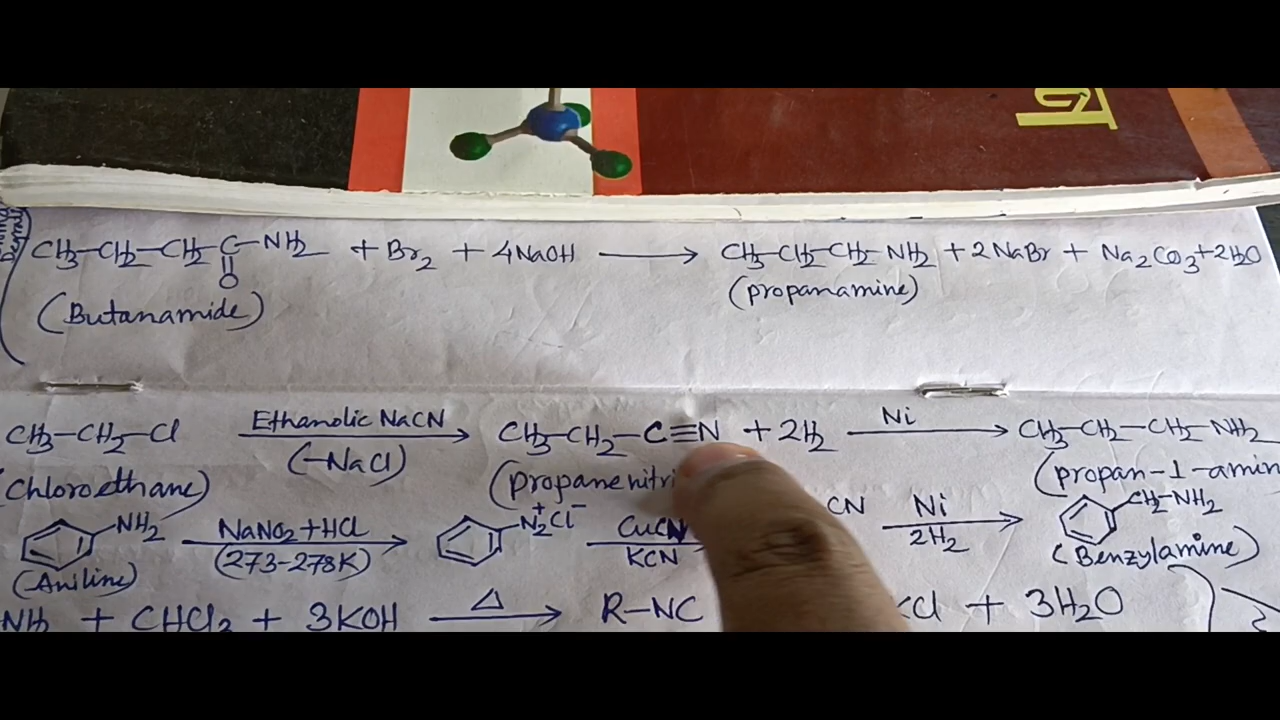 CH3-CH2-CH2-C-NH2 + Br2 + 4NaOH ⟶ CH3-CH2-CH2-NH2 + 2NaBr + Na2CO3+2H2O
||
O
(Butanamide) (propanamine)
CH3-CH2-Cl Ethanolic NaCN (-NaCl) ⟶ CH3-CH2-C≡N + 2H2 Ni ⟶ CH3-CH2-CH2-NH2
(Chloroethane) (propanenitri (propan-1-amin
NH2 NaNO2+HCl (273-278K) ⟶ N2+Cl- CuCN KCN ⟶ CN Ni 2H2 ⟶ CH2-NH2
(Aniline) (Benzylamine)
NH2 + CHCl3 + 3KOH △ ⟶ R-NC Cl + 3H2O